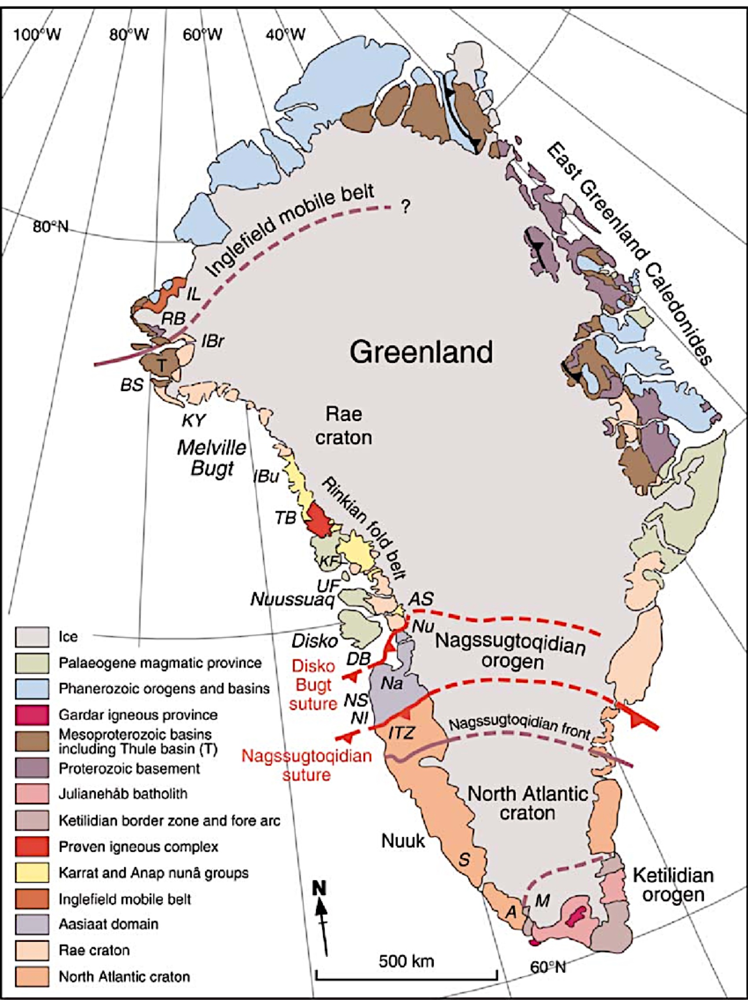 100°W
80°W
60°W
40°W
80°N
East Greenland Caledonides
Inglefield mobile belt
?
IL
RB
IBr
T
BS
KY
Greenland
Rae
craton
Melville
Bugt
IBu
TB
Rinkian fold belt
KF
UF
Nuussuaq
AS
Nu
Disko
DB
Nagssugtoqidian
orogen
Disko
Bugt
suture
Na
NS
NI
ITZ
Nagssugtoqidian front
Nagssugtoqidian
suture
North Atlantic
craton
Nuuk
S
Ketilidian
orogen
M
A
N
500 km
60°N
Ice
Palaeogene magmatic province
Phanerozoic orogens and basins
Gardar igneous province
Mesoproterozoic basins
including Thule basin (T)
Proterozoic basement
Julianehåb batholith
Ketilidian border zone and fore arc
Prøven igneous complex
Karrat and Anap nunâ groups
Inglefield mobile belt
Aasiaat domain
Rae craton
North Atlantic craton